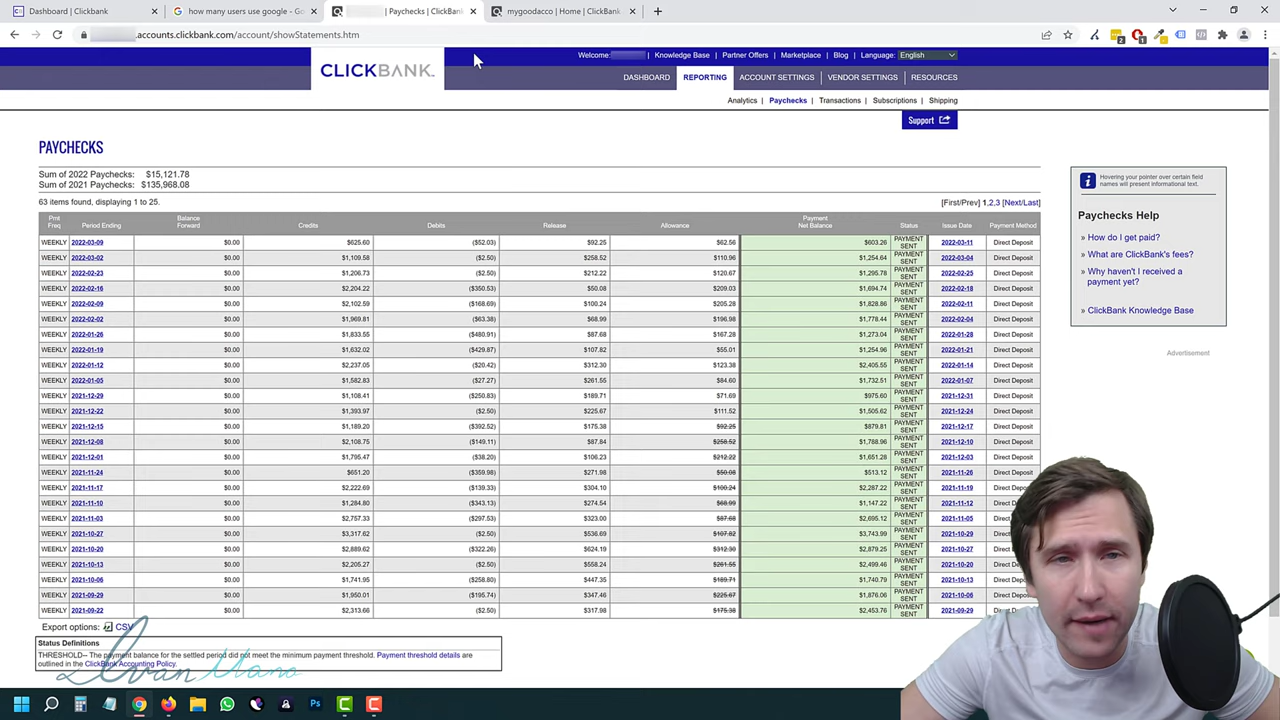 Dashboard | Clickbank
how many users use google - Go
| Paychecks | ClickBank
mygoodacco | Home | ClickBank
.accounts.clickbank.com/account/showStatements.htm
CLICKBANK.
Welcome: | Knowledge Base | Partner Offers | Marketplace | Blog | Language: English
DASHBOARD REPORTING ACCOUNT SETTINGS VENDOR SETTINGS RESOURCES
Analytics | Paychecks | Transactions | Subscriptions | Shipping
Support
PAYCHECKS
Sum of 2022 Paychecks: $15,121.78
Sum of 2021 Paychecks: $135,968.08
63 items found, displaying 1 to 25. [First/Prev] 1,2,3 [Next/Last]
Pmt Freq Period Ending Balance Forward Credits Debits Release Allowance Payment Net Balance Status Issue Date Payment Method
WEEKLY 2022-03-09 $0.00 $625.60 ($52.03) $92.25 $62.56 $603.26 PAYMENT SENT 2022-03-11 Direct Deposit
WEEKLY 2022-03-02 $0.00 $1,109.58 ($2.50) $258.52 $110.96 $1,254.64 PAYMENT SENT 2022-03-04 Direct Deposit
WEEKLY 2022-02-23 $0.00 $1,206.73 ($2.50) $212.22 $120.67 $1,295.78 PAYMENT SENT 2022-02-25 Direct Deposit
WEEKLY 2022-02-16 $0.00 $2,204.22 ($350.53) $50.08 $209.03 $1,694.74 PAYMENT SENT 2022-02-18 Direct Deposit
WEEKLY 2022-02-09 $0.00 $2,102.59 ($168.69) $100.24 $205.28 $1,828.86 PAYMENT SENT 2022-02-11 Direct Deposit
WEEKLY 2022-02-02 $0.00 $1,969.81 ($63.38) $68.99 $196.98 $1,778.44 PAYMENT SENT 2022-02-04 Direct Deposit
WEEKLY 2022-01-26 $0.00 $1,833.55 ($480.91) $87.68 $167.28 $1,273.04 PAYMENT SENT 2022-01-28 Direct Deposit
WEEKLY 2022-01-19 $0.00 $1,632.02 ($429.87) $107.82 $55.01 $1,254.96 PAYMENT SENT 2022-01-21 Direct Deposit
WEEKLY 2022-01-12 $0.00 $2,237.05 ($20.42) $312.30 $123.38 $2,405.55 PAYMENT SENT 2022-01-14 Direct Deposit
WEEKLY 2022-01-05 $0.00 $1,582.83 ($27.27) $261.55 $84.60 $1,732.51 PAYMENT SENT 2022-01-07 Direct Deposit
WEEKLY 2021-12-29 $0.00 $1,108.41 ($250.83) $189.71 $71.69 $975.60 PAYMENT SENT 2021-12-31 Direct Deposit
WEEKLY 2021-12-22 $0.00 $1,393.97 ($2.50) $225.67 $111.52 $1,505.62 PAYMENT SENT 2021-12-24 Direct Deposit
WEEKLY 2021-12-15 $0.00 $1,189.20 ($392.52) $175.38 $92.25 $879.81 PAYMENT SENT 2021-12-17 Direct Deposit
WEEKLY 2021-12-08 $0.00 $2,108.75 ($149.11) $87.84 $258.52 $1,788.96 PAYMENT SENT 2021-12-10 Direct Deposit
WEEKLY 2021-12-01 $0.00 $1,795.47 ($38.20) $106.23 $212.22 $1,651.28 PAYMENT SENT 2021-12-03 Direct Deposit
WEEKLY 2021-11-24 $0.00 $651.20 ($359.98) $271.98 $50.08 $513.12 PAYMENT SENT 2021-11-26 Direct Deposit
WEEKLY 2021-11-17 $0.00 $2,222.69 ($139.33) $304.10 $100.24 $2,287.22 PAYMENT SENT 2021-11-19 Direct Deposit
WEEKLY 2021-11-10 $0.00 $1,284.80 ($343.13) $274.54 $68.99 $1,147.22 PAYMENT SENT 2021-11-12 Direct
WEEKLY 2021-11-03 $0.00 $2,757.33 ($297.53) $323.00 $87.68 $2,695.12 PAYMENT SENT 2021-11-05 Direct
WEEKLY 2021-10-27 $0.00 $3,317.62 ($2.50) $536.69 $107.82 $3,743.99 PAYMENT SENT 2021-10-29 Direct
WEEKLY 2021-10-20 $0.00 $2,889.62 ($322.26) $624.19 $312.30 $2,879.25 PAYMENT SENT 2021-10-27 Direct
WEEKLY 2021-10-13 $0.00 $2,205.27 ($2.50) $558.24 $261.55 $2,499.46 PAYMENT SENT 2021-10-20 Direct
WEEKLY 2021-10-06 $0.00 $1,741.95 ($258.80) $447.35 $189.71 $1,740.79 PAYMENT SENT 2021-10-13 Direct
WEEKLY 2021-09-29 $0.00 $1,950.01 ($195.74) $347.46 $225.67 $1,876.06 PAYMENT SENT 2021-10-06 Direct
WEEKLY 2021-09-22 $0.00 $2,313.66 ($2.50) $317.98 $175.38 $2,453.76 PAYMENT SENT 2021-09-29 Direct
Export options: CSV
Status Definitions
THRESHOLD-- The payment balance for the settled period did not meet the minimum payment threshold. Payment threshold details are
outlined in the ClickBank Accounting Policy.
Ivan Mana
Hovering your pointer over certain field
names will present informational text.
Paychecks Help
» How do I get paid?
» What are ClickBank's fees?
» Why haven't I received a
payment yet?
» ClickBank Knowledge Base
Advertisement